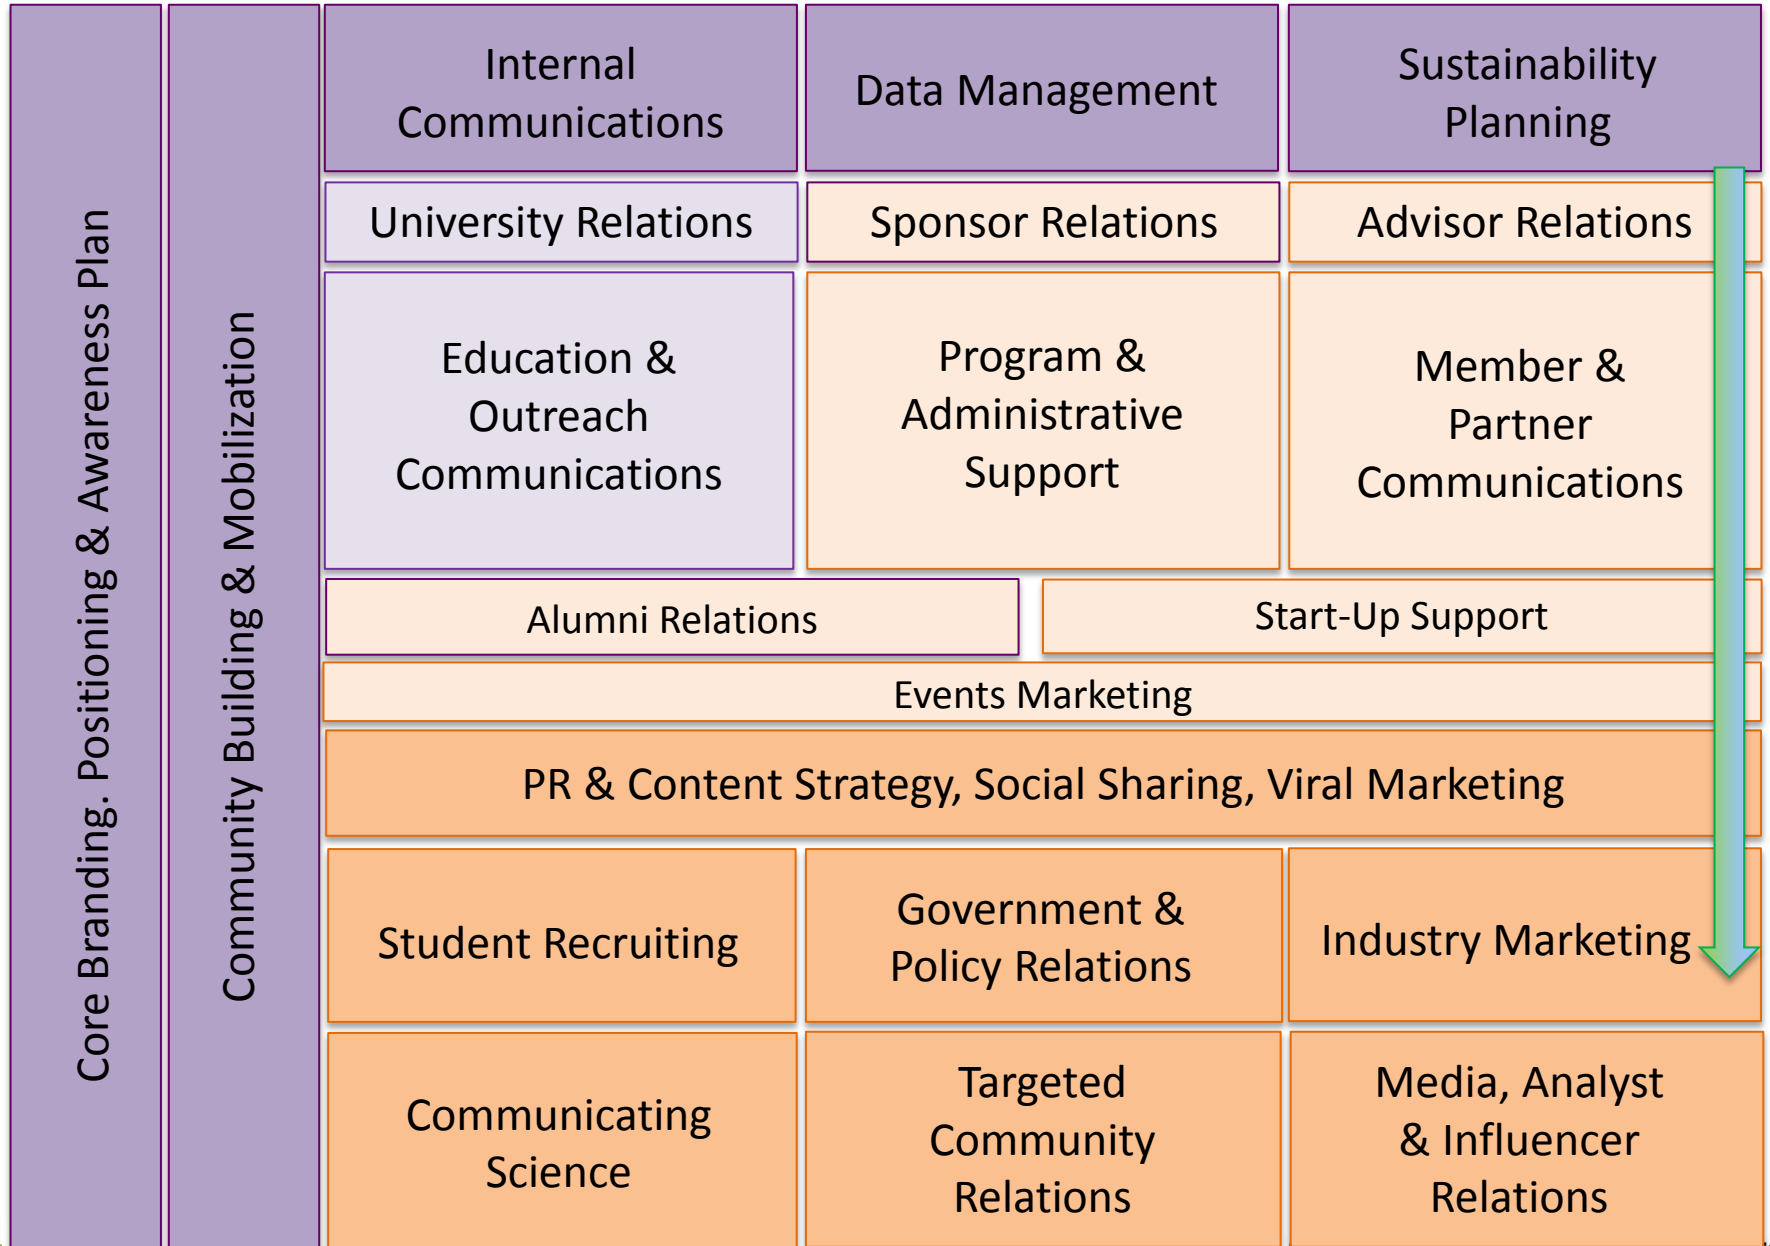 Core Branding. Positioning & Awareness Plan
Community Building & Mobilization
Internal
Communications
Data Management
Sustainability
Planning
University Relations
Sponsor Relations
Advisor Relations
Education &
Outreach
Communications
Program &
Administrative
Support
Member &
Partner
Communications
Alumni Relations
Start-Up Support
Events Marketing
PR & Content Strategy, Social Sharing, Viral Marketing
Student Recruiting
Government &
Policy Relations
Industry Marketing
Communicating
Science
Targeted
Community
Relations
Media, Analyst
& Influencer
Relations